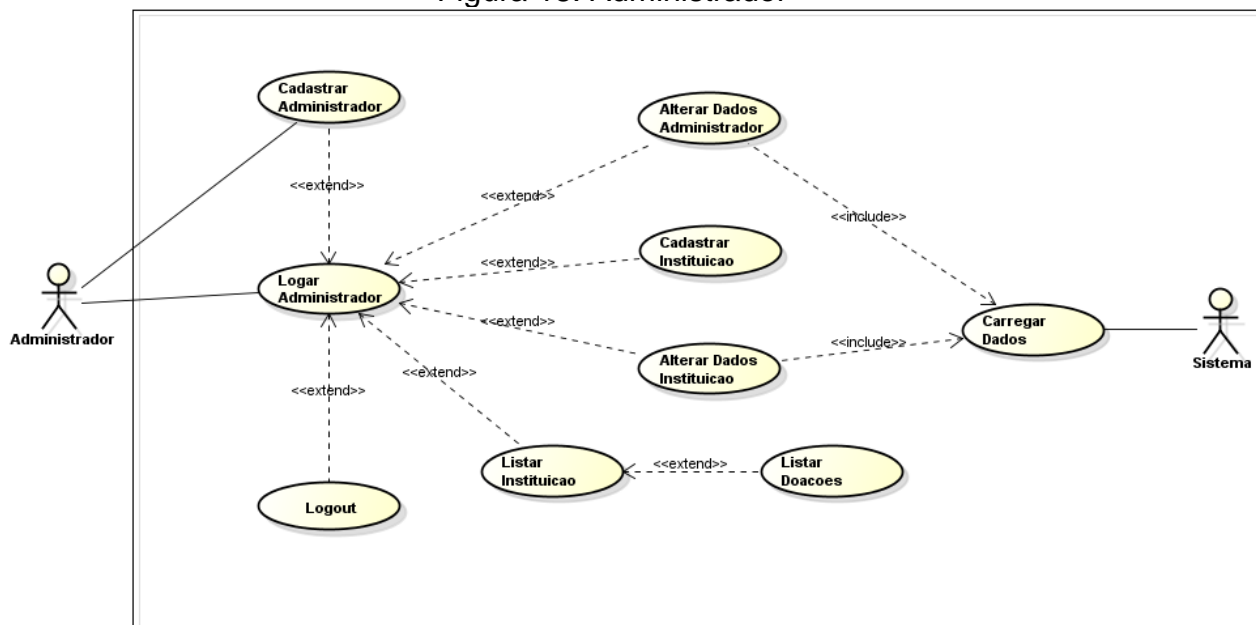 Figura 13: Administrador
Cadastrar
Administrador
Alterar Dados
Administrador
<<extend>>
<<extend>>
<<include>>
Cadastrar
Instituicao
<<extend>>
Logar
Administrador
Administrador
<<extend>>
Carregar
Dados
Sistema
<<include>>
Alterar Dados
Instituicao
<<extend>>
<<extend>>
Listar
Instituicao
<<extend>>
Listar
Doacoes
Logout